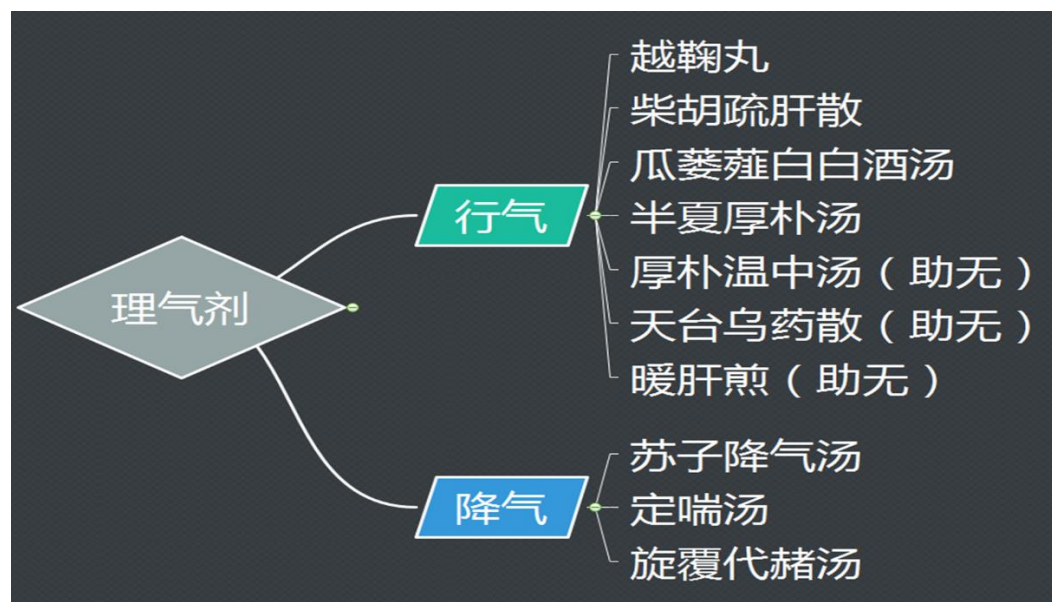 理气剂
行气
越鞠丸
柴胡疏肝散
瓜蒌薤白白酒汤
半夏厚朴汤
厚朴温中汤（助无）
天台乌药散（助无）
暖肝煎（助无）
降气
苏子降气汤
定喘汤
旋覆代赭汤